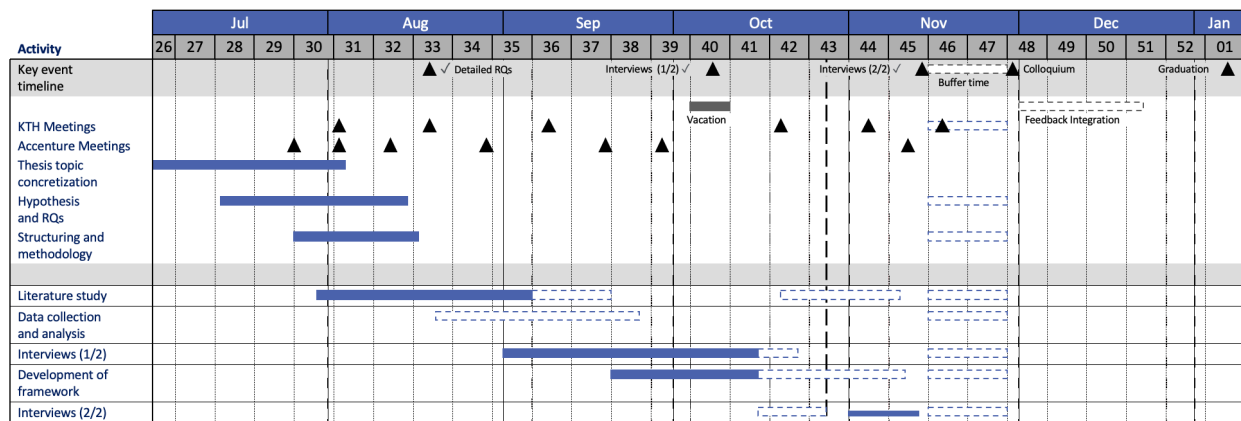 Jul Aug Sep Oct Nov Dec Jan
Activity 26 27 28 29 30 31 32 33 34 35 36 37 38 39 40 41 42 43 44 45 46 47 48 49 50 51 52 01
Key event
timeline
✓ Detailed RQs
Interviews (1/2) ✓
Interviews (2/2) ✓
Buffer time
Colloquium
Graduation
Vacation
Feedback Integration
KTH Meetings
Accenture Meetings
Thesis topic
concretization
Hypothesis
and RQs
Structuring and
methodology
Literature study
Data collection
and analysis
Interviews (1/2)
Development of
framework
Interviews (2/2)